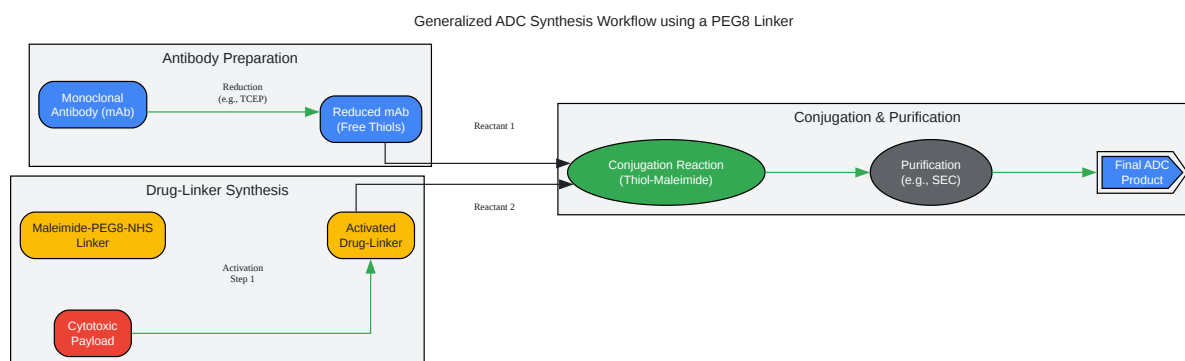 Generalized ADC Synthesis Workflow using a PEG8 Linker
Antibody Preparation
Monoclonal
Antibody (mAb)
Reduction
(e.g., TCEP)
Reduced mAb
(Free Thiols)
Reactant 1
Drug-Linker Synthesis
Maleimide-PEG8-NHS
Linker
Activated
Drug-Linker
Activation
Step 1
Cytotoxic
Payload
Reactant 2
Conjugation & Purification
Conjugation Reaction
(Thiol-Maleimide)
Purification
(e.g., SEC)
Final ADC
Product